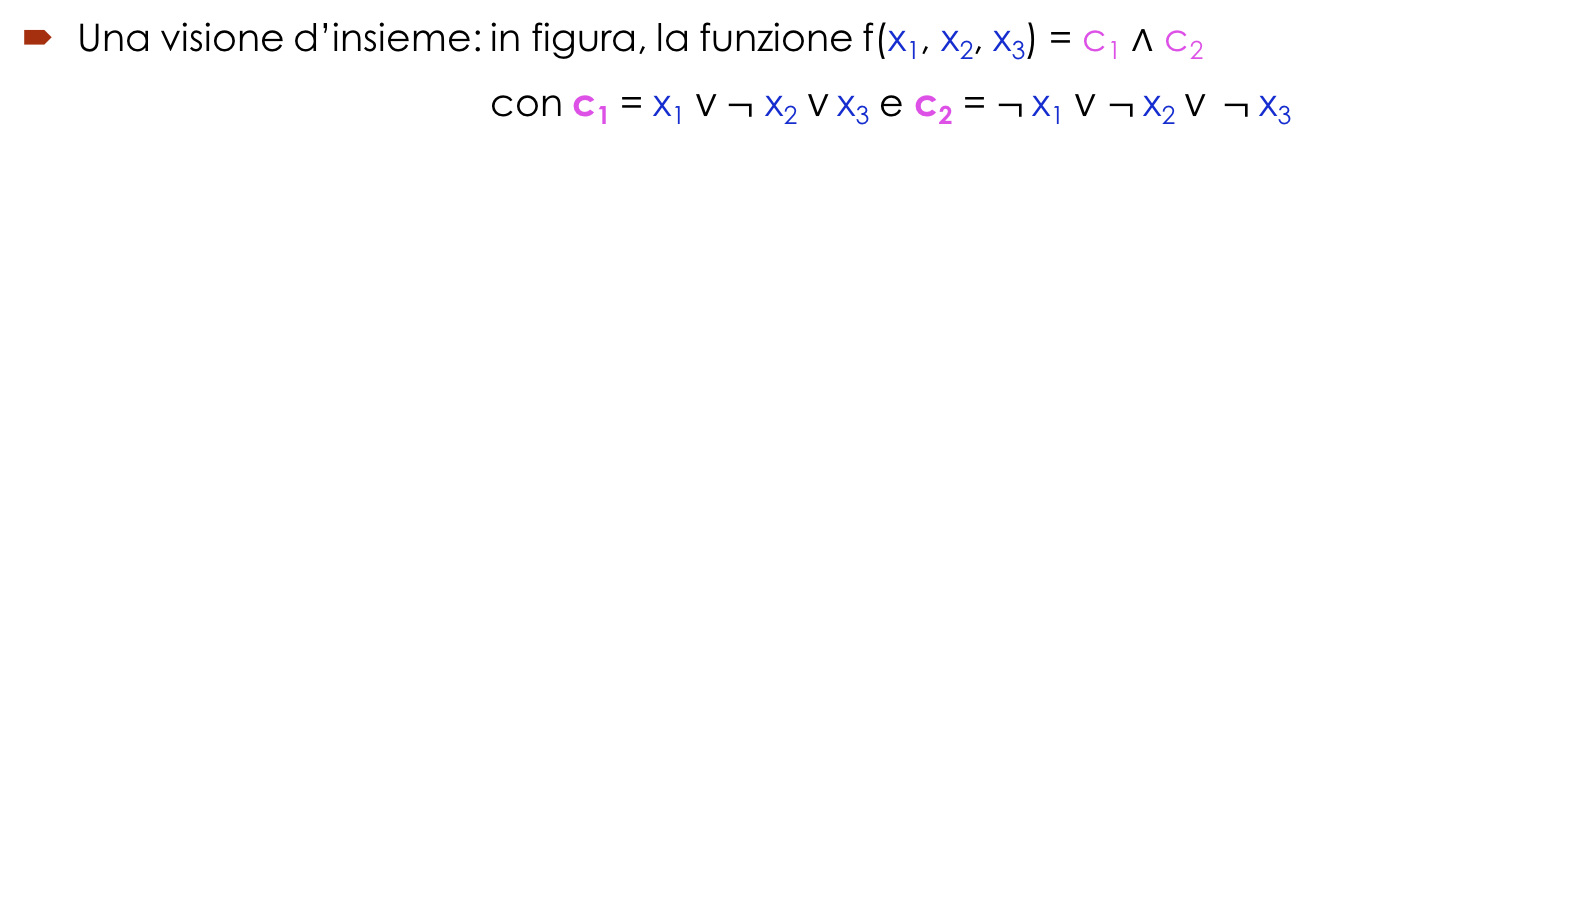 Una visione d’insieme: in figura, la funzione f(x₁, x₂, x₃) = c₁ ∧ c₂
con c₁ = x₁ ∨ ¬ x₂ ∨ x₃ e c₂ = ¬ x₁ ∨ ¬ x₂ ∨ ¬ x₃